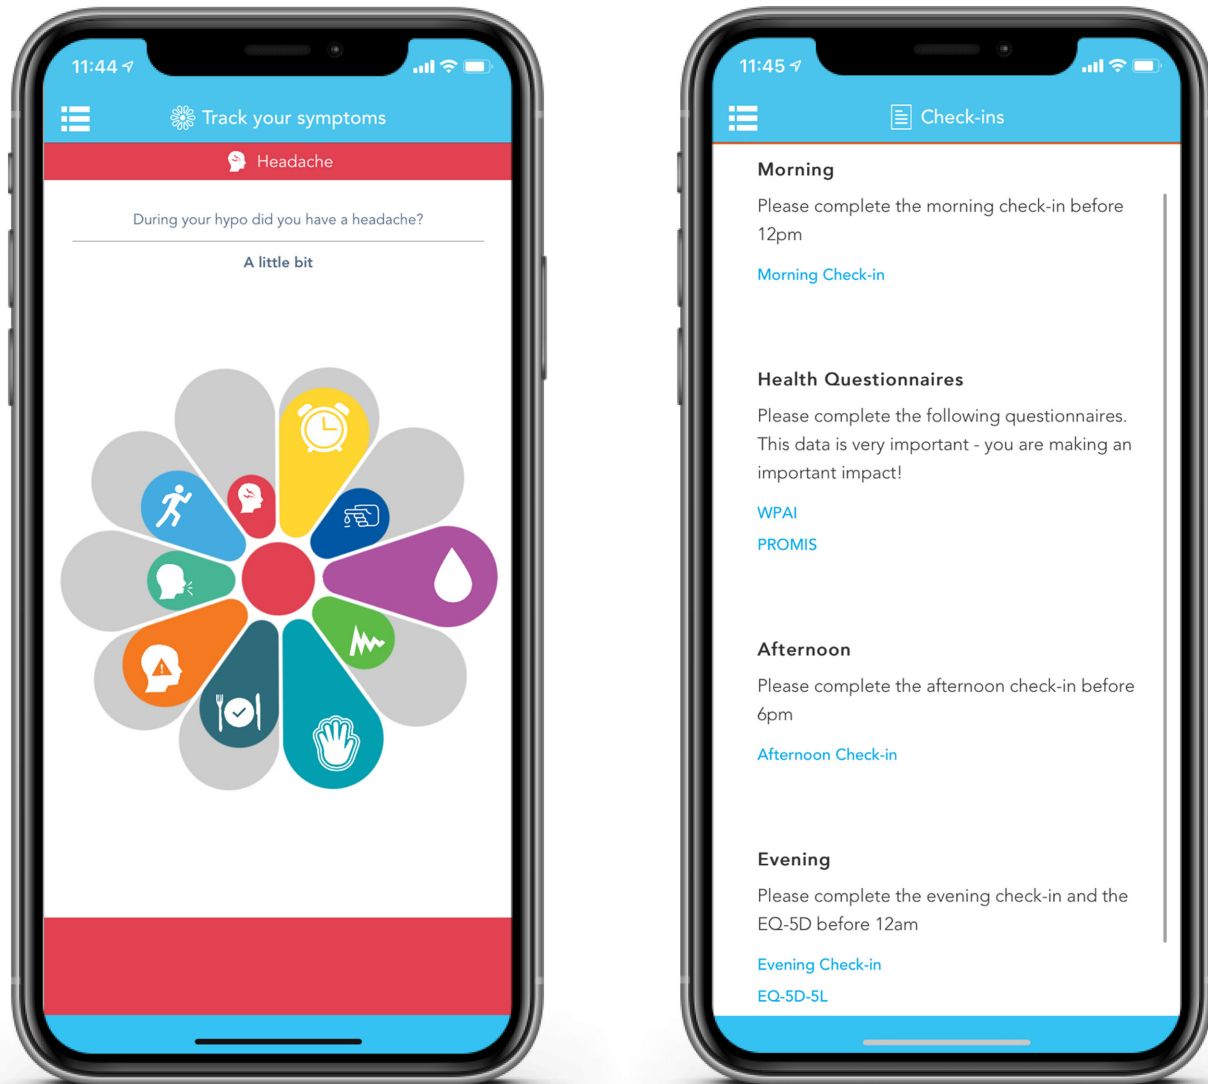 11:44
Track your symptoms
Headache
During your hypo did you have a headache?
A little bit
11:45
Check-ins
Morning
Please complete the morning check-in before
12pm
Morning Check-in
Health Questionnaires
Please complete the following questionnaires.
This data is very important - you are making an
important impact!
WPAI
PROMIS
Afternoon
Please complete the afternoon check-in before
6pm
Afternoon Check-in
Evening
Please complete the evening check-in and the
EQ-5D before 12am
Evening Check-in
EQ-5D-5L